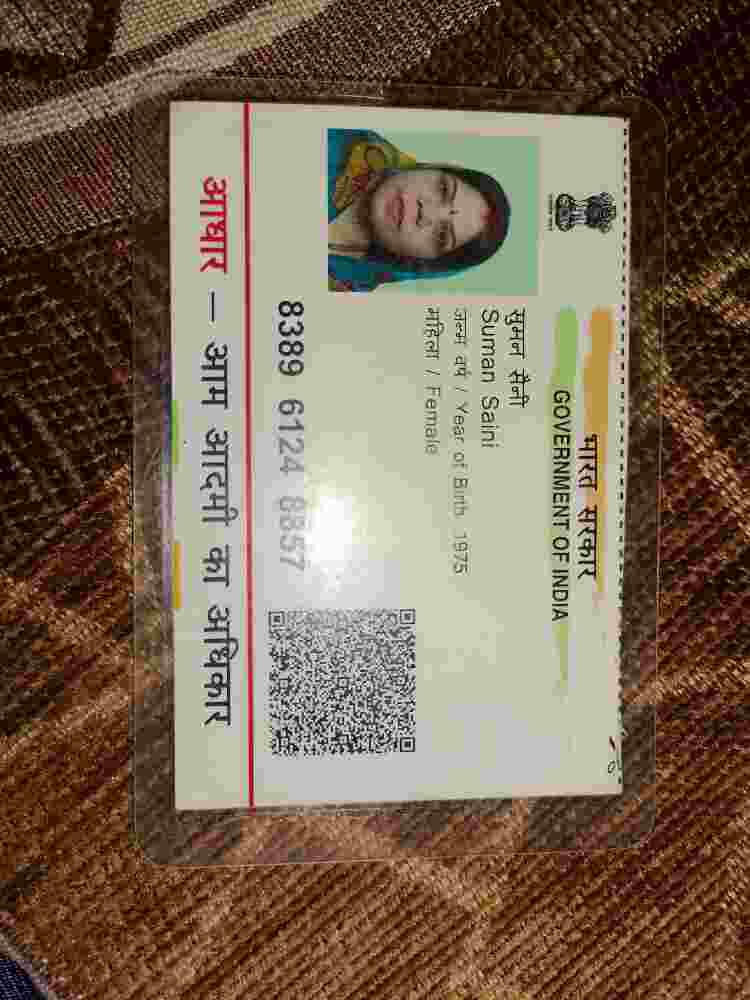 भारत सरकार
GOVERNMENT OF INDIA
सुमन सैनी
Suman Saini
जन्म वर्ष / Year of Birth 1975
महिला / Female
8389 6124
आधार – आम आदमी का अधिकार